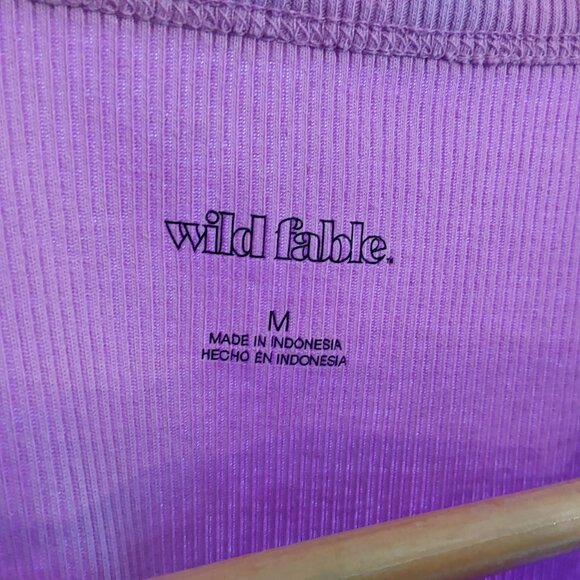 wild fable.
M
MADE IN INDONESIA
HECHO EN INDONESIA